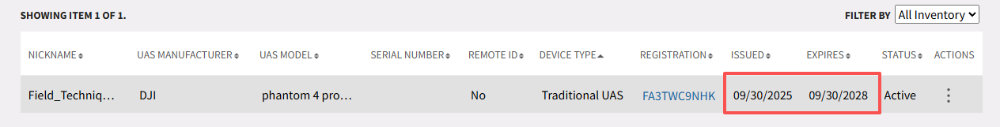 SHOWING ITEM 1 OF 1.
FILTER BY All Inventory
NICKNAME UAS MANUFACTURER UAS MODEL SERIAL NUMBER REMOTE ID DEVICE TYPE REGISTRATION ISSUED EXPIRES STATUS ACTIONS
Field_Techniq... DJI phantom 4 pro... No Traditional UAS FA3TWC9NHK 09/30/2025 09/30/2028 Active